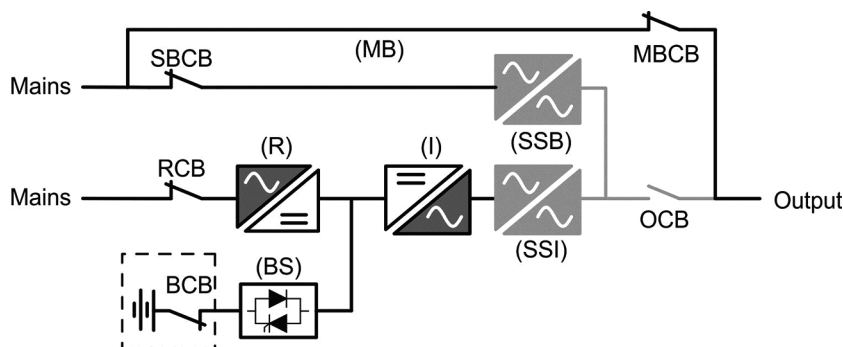 (MB)
MBCB
SBCB
Mains
(SSB)
(R)
(I)
RCB
Mains
Output
OCB
(SSI)
(BS)
BCB